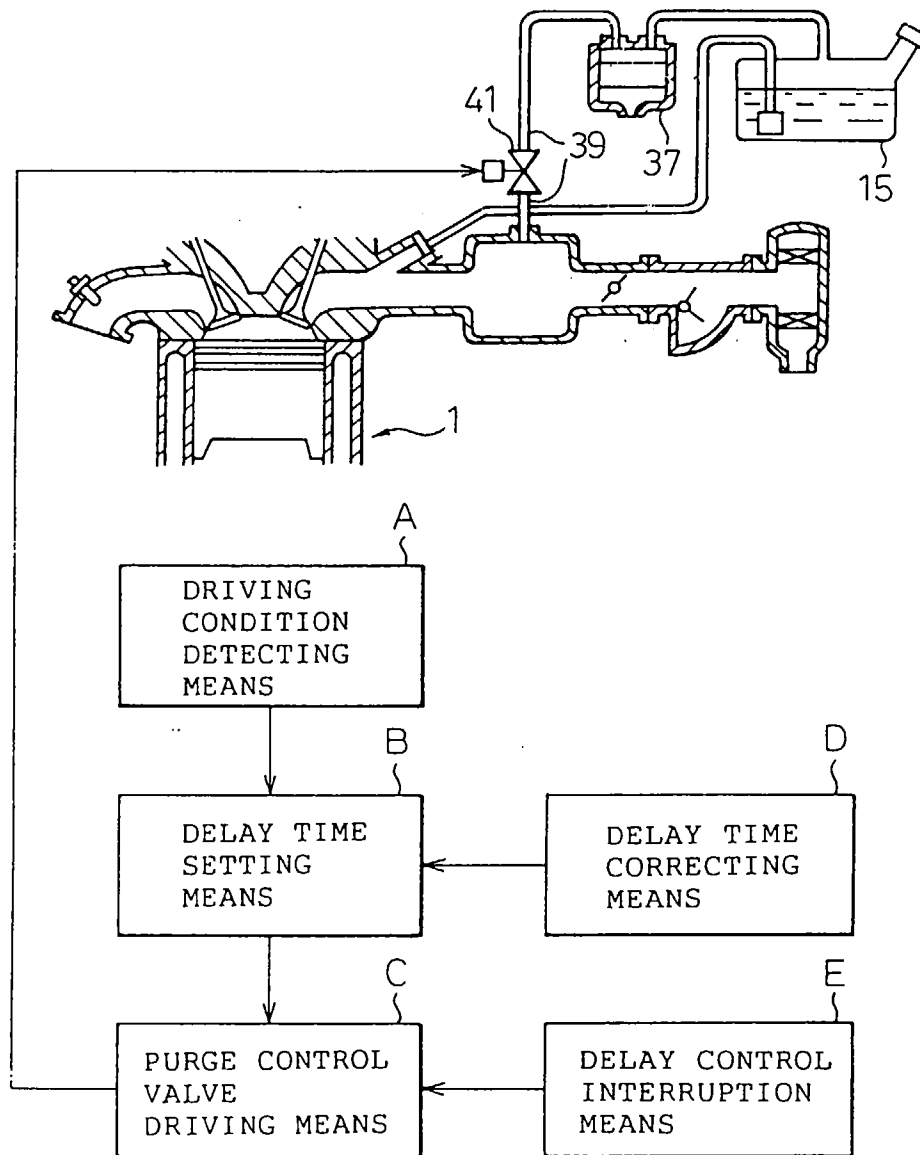 41
39
37
15
1
A
DRIVING
CONDITION
DETECTING
MEANS
B
DELAY TIME
SETTING
MEANS
D
DELAY TIME
CORRECTING
MEANS
C
PURGE CONTROL
VALVE
DRIVING MEANS
E
DELAY CONTROL
INTERRUPTION
MEANS